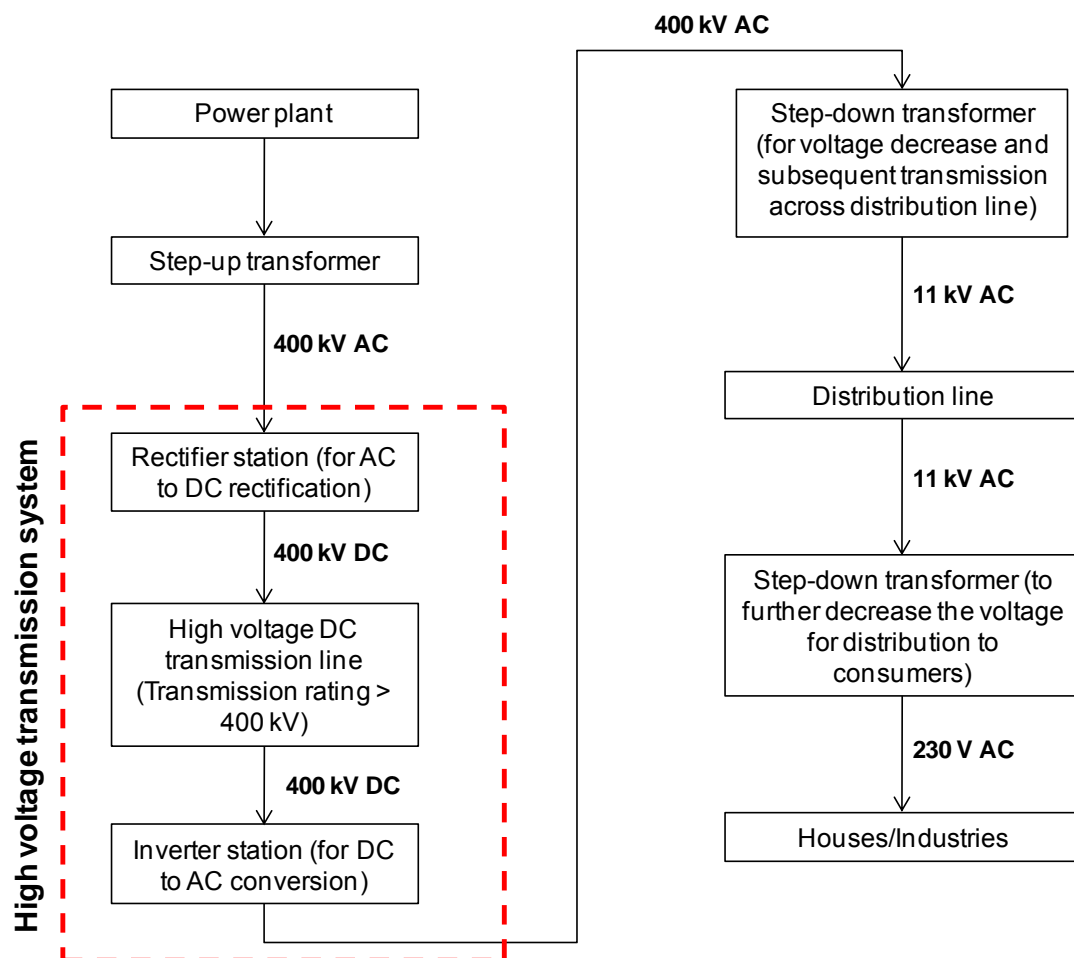 Power plant
Step-up transformer
400 kV AC
High voltage transmission system
Rectifier station (for AC
to DC rectification)
400 kV DC
High voltage DC
transmission line
(Transmission rating >
400 kV)
400 kV DC
Inverter station (for DC
to AC conversion)
400 kV AC
Step-down transformer
(for voltage decrease and
subsequent transmission
across distribution line)
11 kV AC
Distribution line
11 kV AC
Step-down transformer (to
further decrease the voltage
for distribution to
consumers)
230 V AC
Houses/Industries